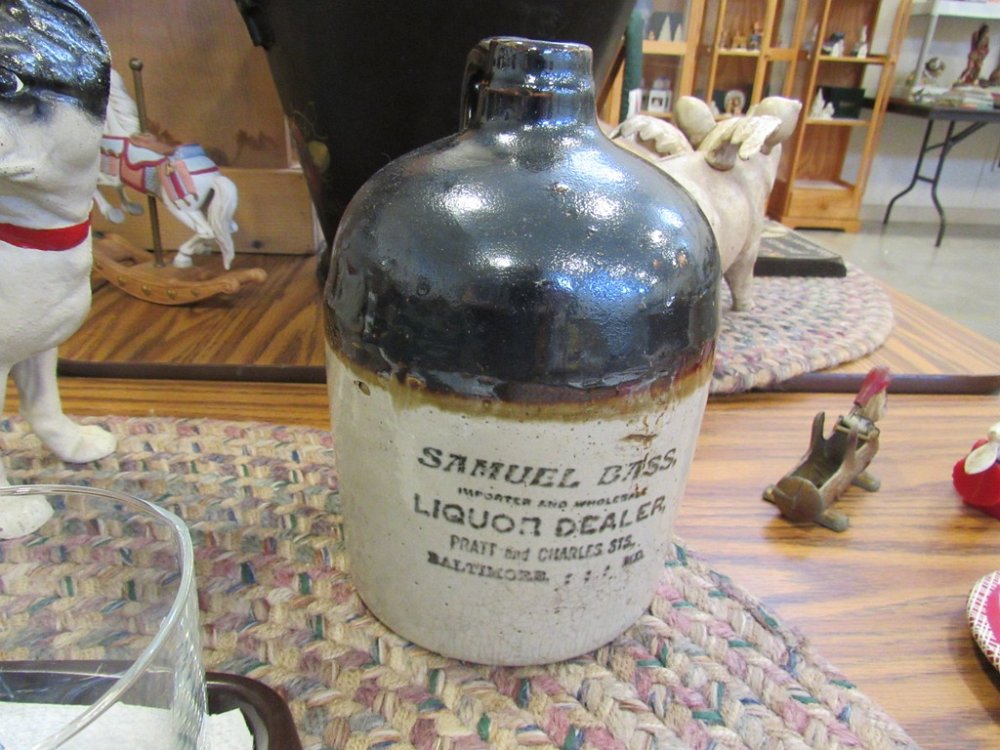 SAMUEL BASS,
IMPORTER AND WHOLESALE
LIQUOR DEALER,
PRATT and CHARLES STS.,
BALTIMORE, : : : MD.